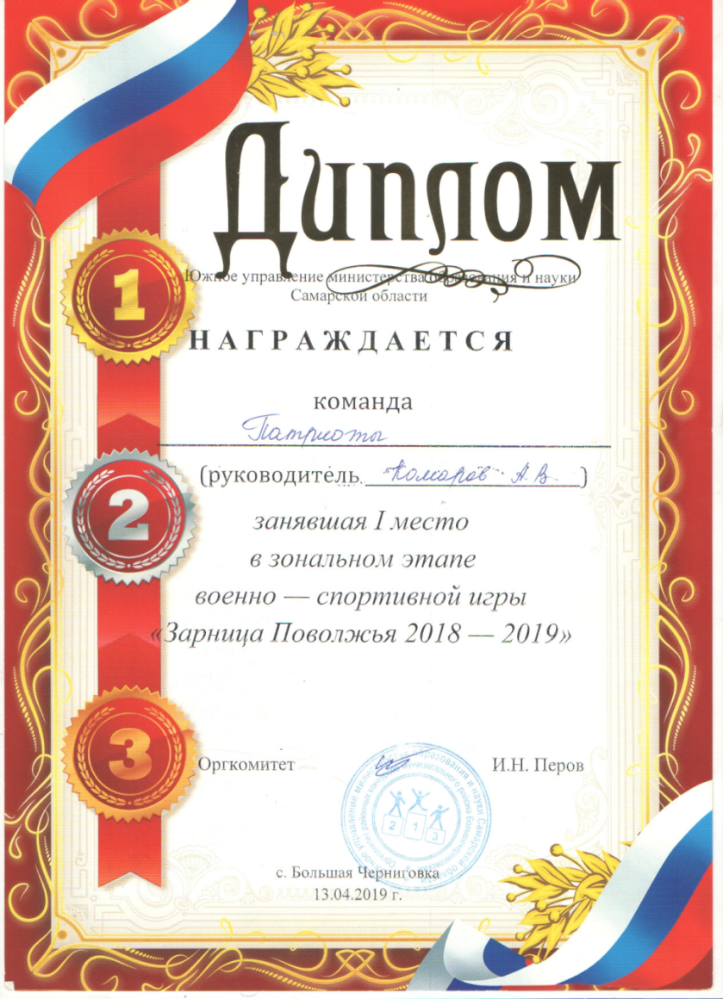 Диплом
Южное управление министерства образования и науки
Самарской области
НАГРАЖДАЕТСЯ
команда
Патриоты
(руководитель Комаров А.В.)
занявшая I место
в зональном этапе
военно — спортивной игры
«Зарница Поволжья 2018 — 2019»
1
2
3
Оргкомитет И.Н. Перов
2 1 3
с. Большая Черниговка
13.04.2019 г.